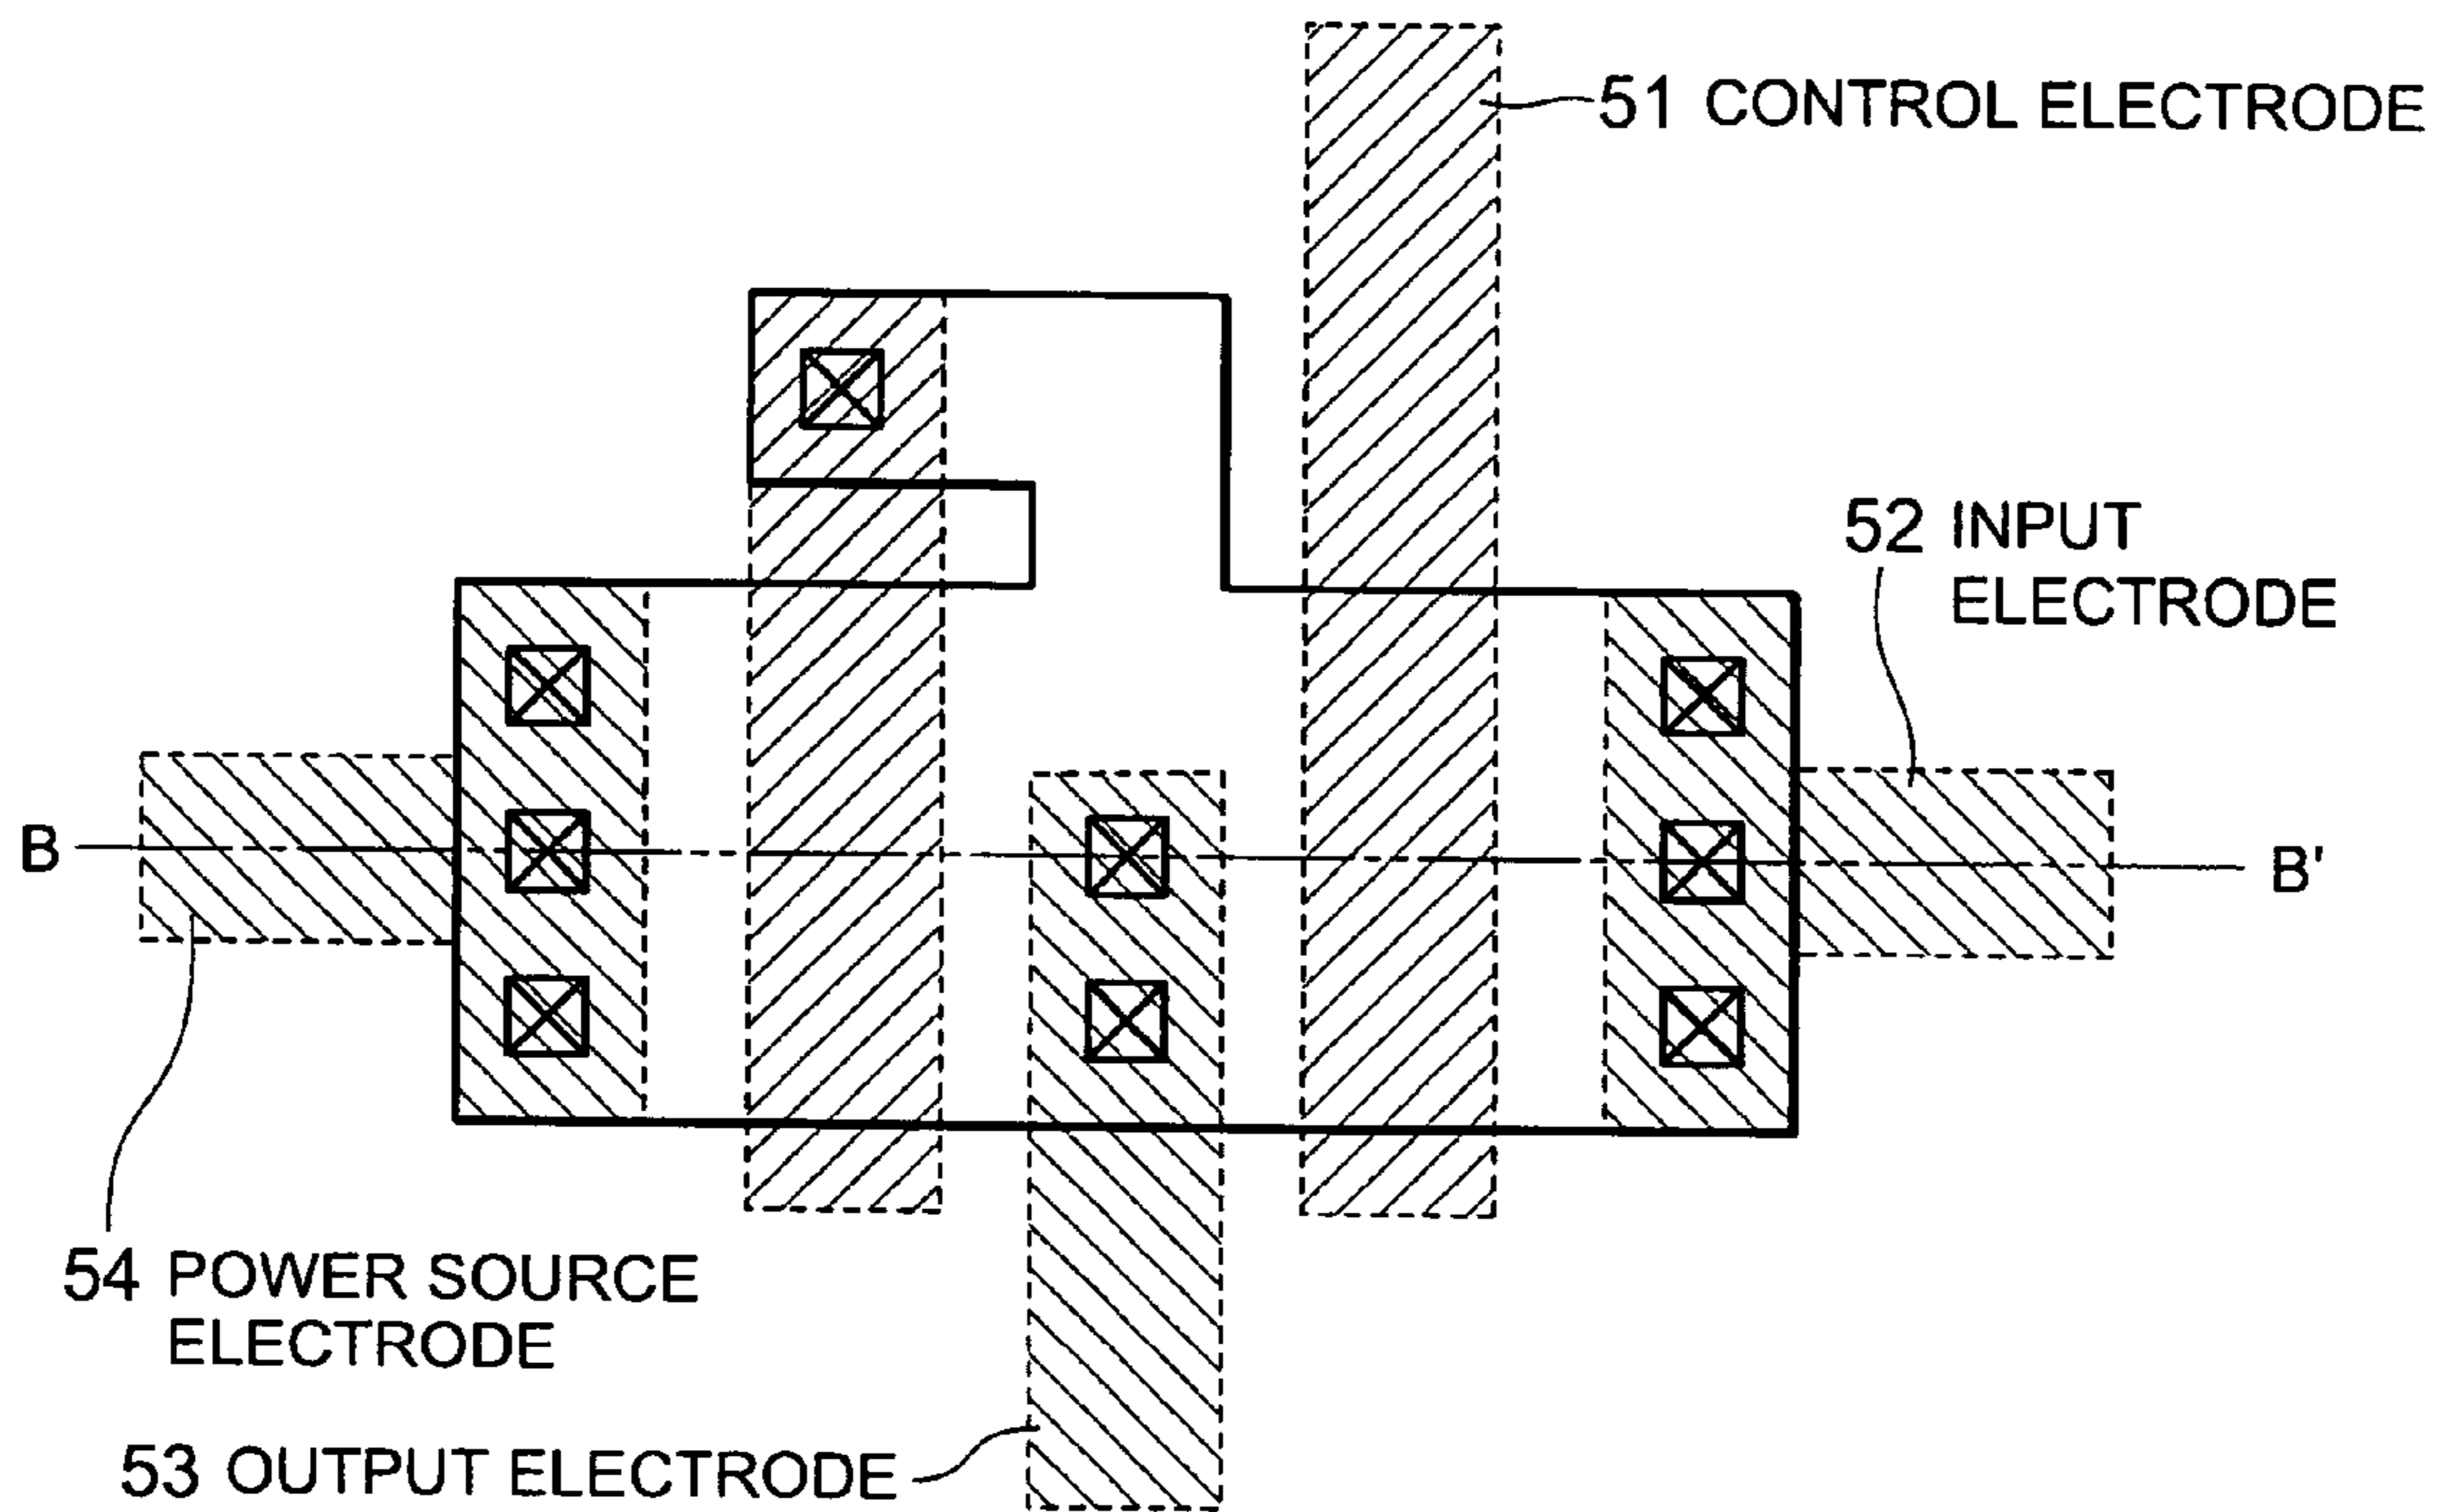 51 CONTROL ELECTRODE
52 INPUT
ELECTRODE
B
B'
54 POWER SOURCE
ELECTRODE
53 OUTPUT ELECTRODE